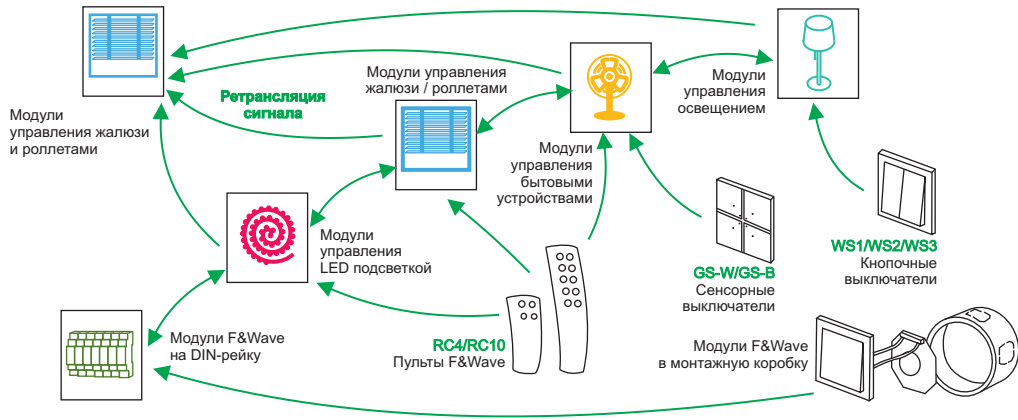 Модули
управления жалюзи
и роллетами
Ретрансляция
сигнала
Модули управления
жалюзи / роллетами
Модули
управления
освещением
Модули
управления
бытовыми
устройствами
Модули
управления
LED подсветкой
GS-W/GS-B
Сенсорные
выключатели
WS1/WS2/WS3
Кнопочные
выключатели
Модули F&Wave
на DIN-рейку
RC4/RC10
Пульты F&Wave
Модули F&Wave
в монтажную коробку